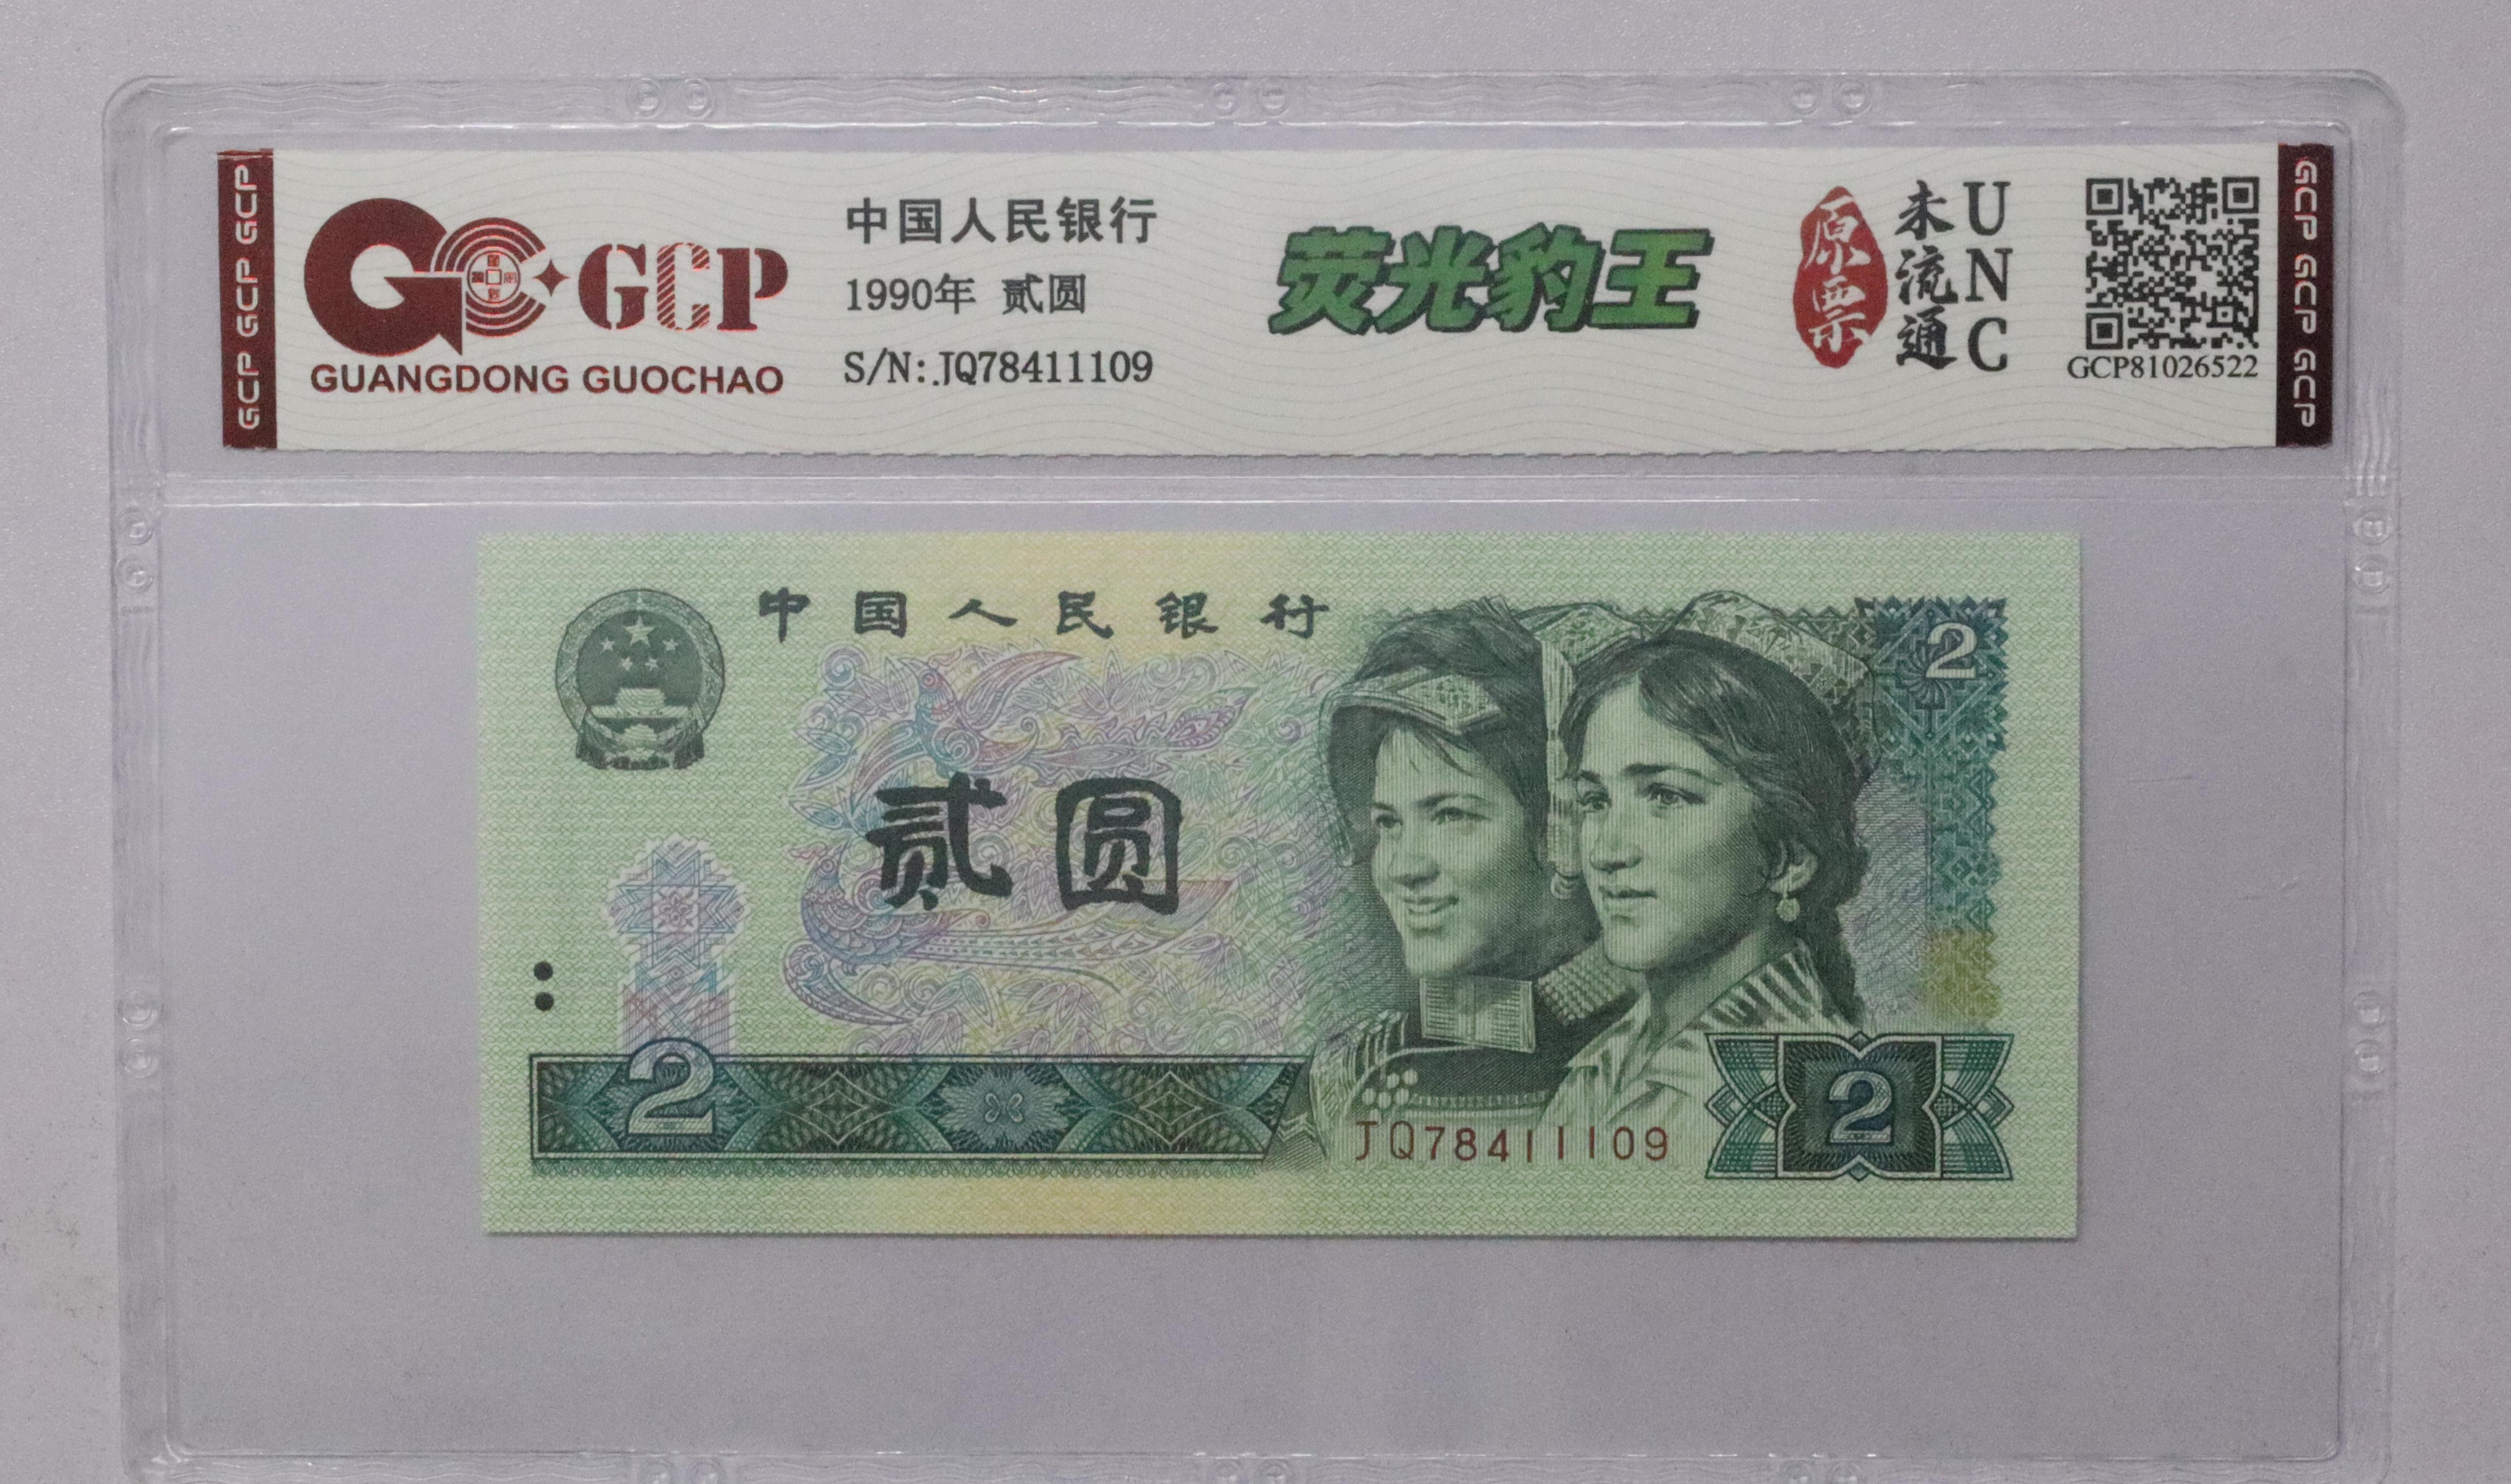 GCP GCP GCP
GCP
GUANGDONG GUOCHAO
中国人民银行
1990年 贰圆
S/N: JQ78411109
荧光豹王
原票
未流通
UNC
GCP81026522
GCP GCP GCP
中国人民银行
2
贰圆
2
JQ78411109
2